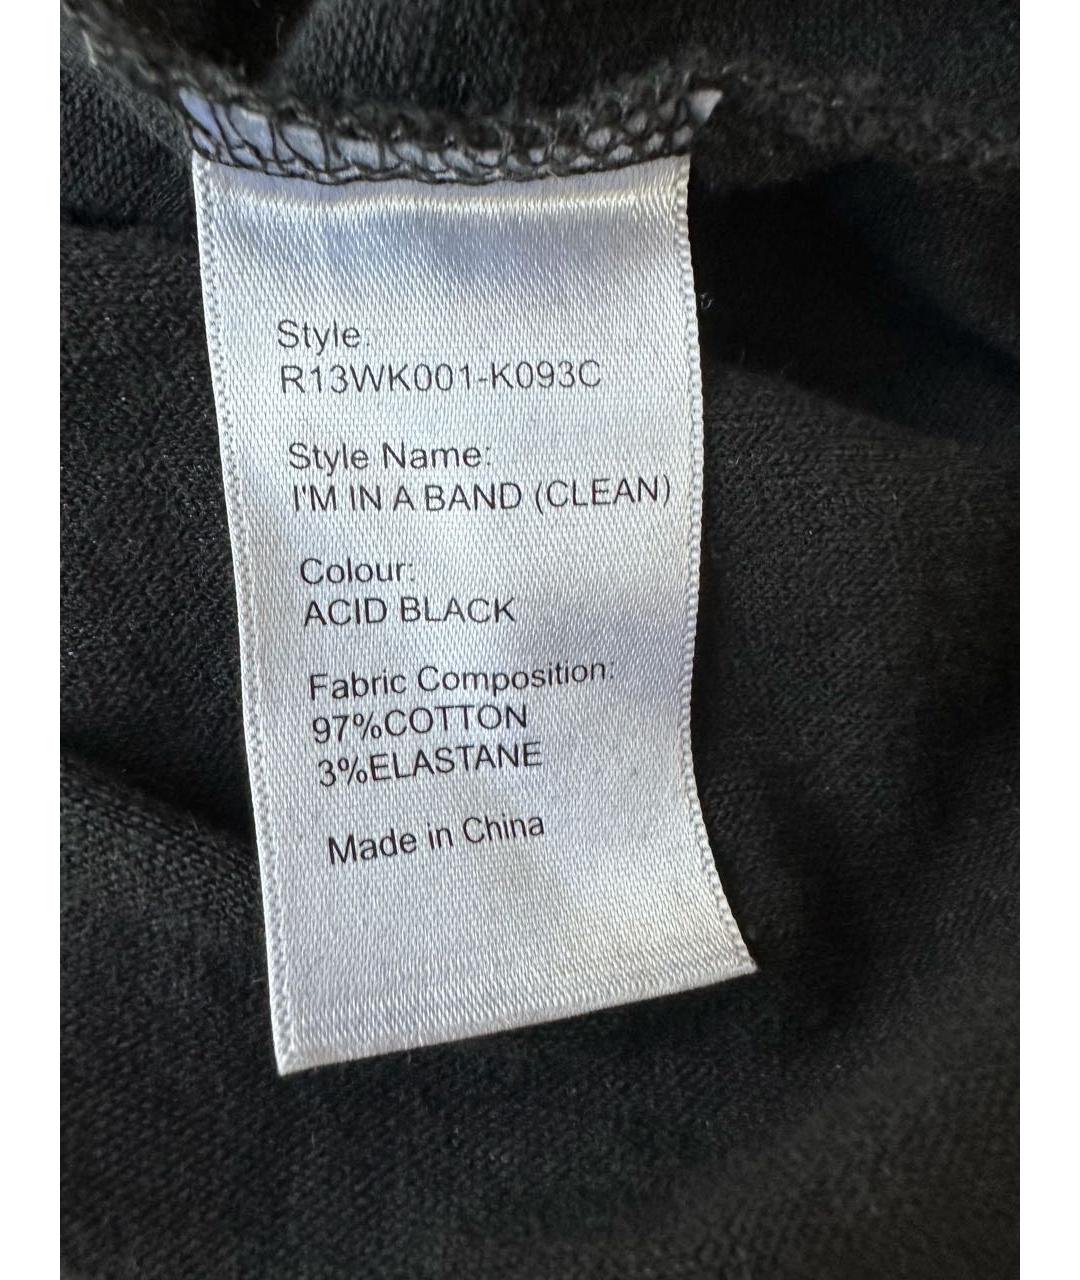 Style:
R13WK001-K093C
Style Name:
I'M IN A BAND (CLEAN)
Colour:
ACID BLACK
Fabric Composition:
97%COTTON
3%ELASTANE
Made in China